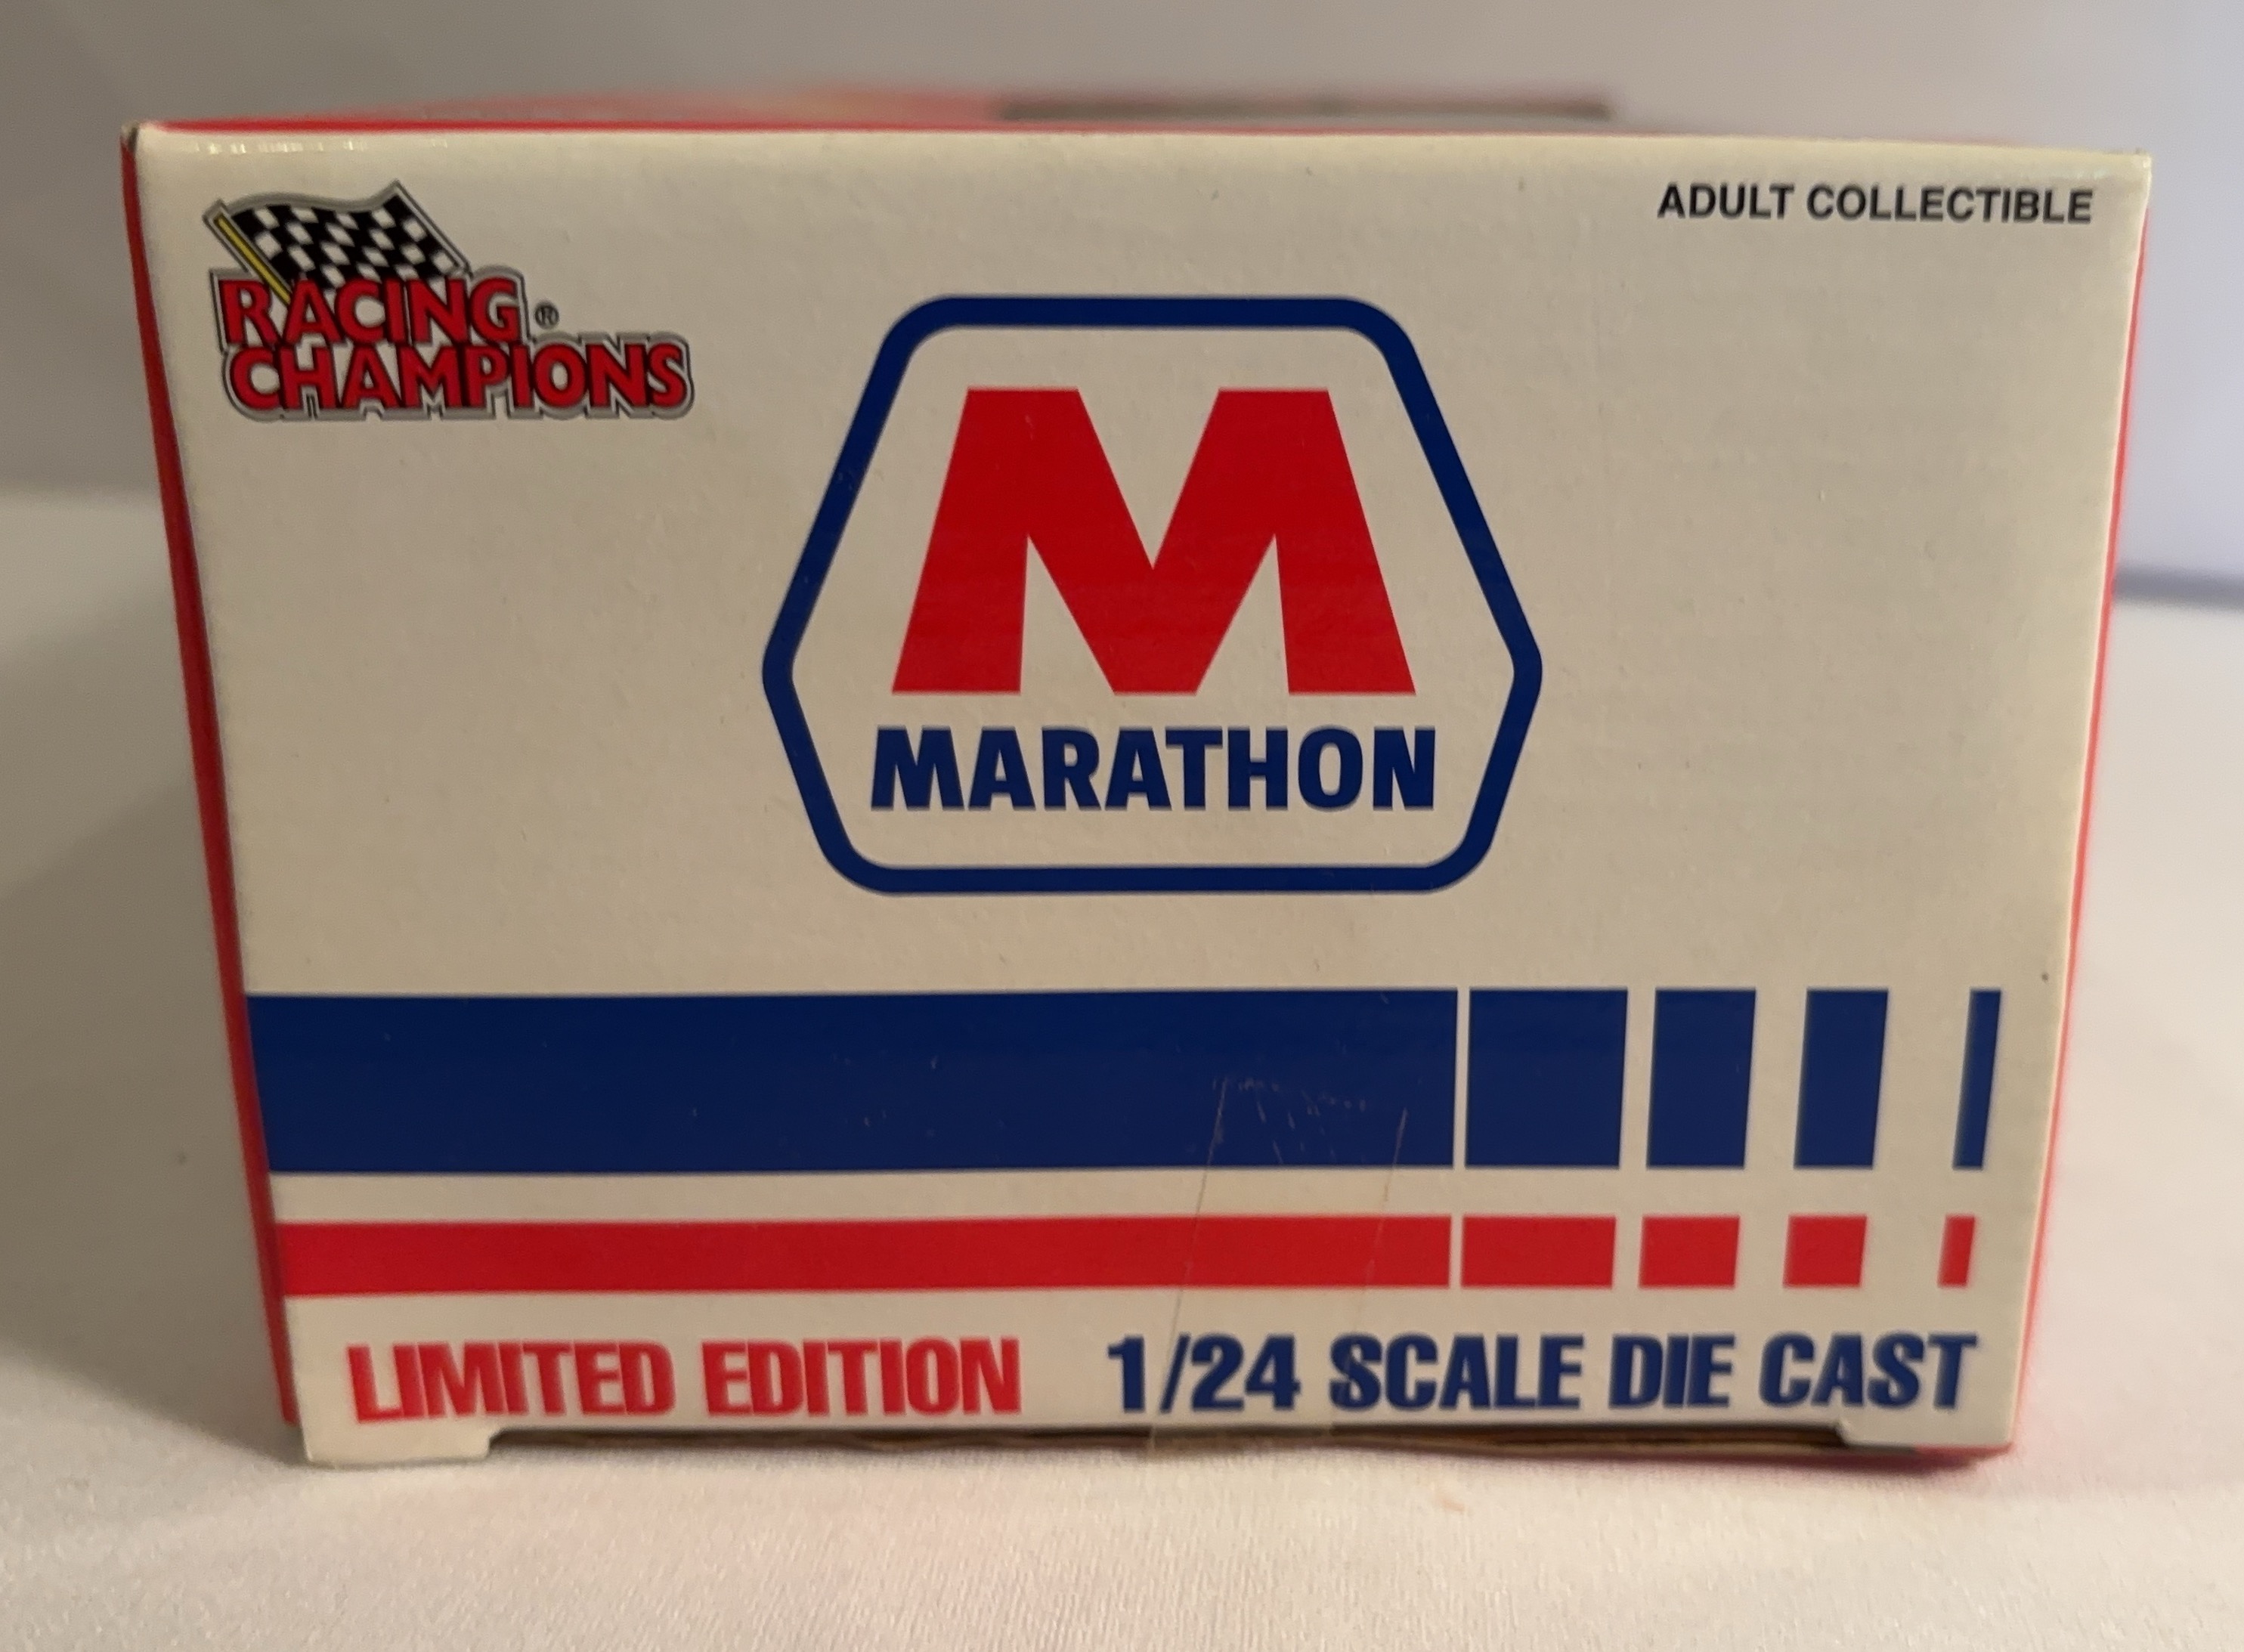 RACING ®
CHAMPIONS
ADULT COLLECTIBLE
M
MARATHON
LIMITED EDITION 1/24 SCALE DIE CAST